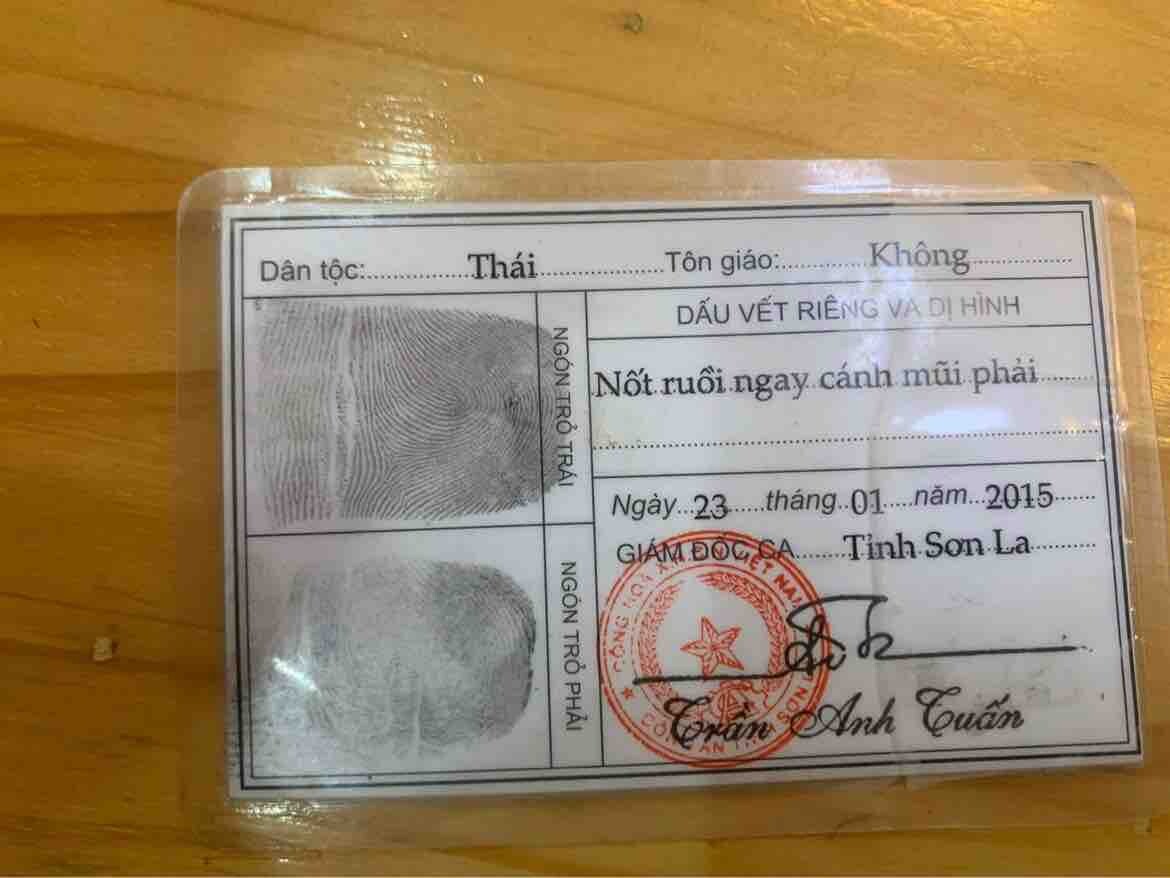 Dân tộc:................Thái...................Tôn giáo:............Không...............
DẤU VẾT RIÊNG VÀ DỊ HÌNH
NGÓN TRỎ TRÁI
Nốt ruồi ngay cánh mũi phải
Ngày...23.....tháng..01....năm...2015......
GIÁM ĐỐC CA.......Tỉnh Sơn La..........
NGÓN TRỎ PHẢI
Trần Anh Tuấn